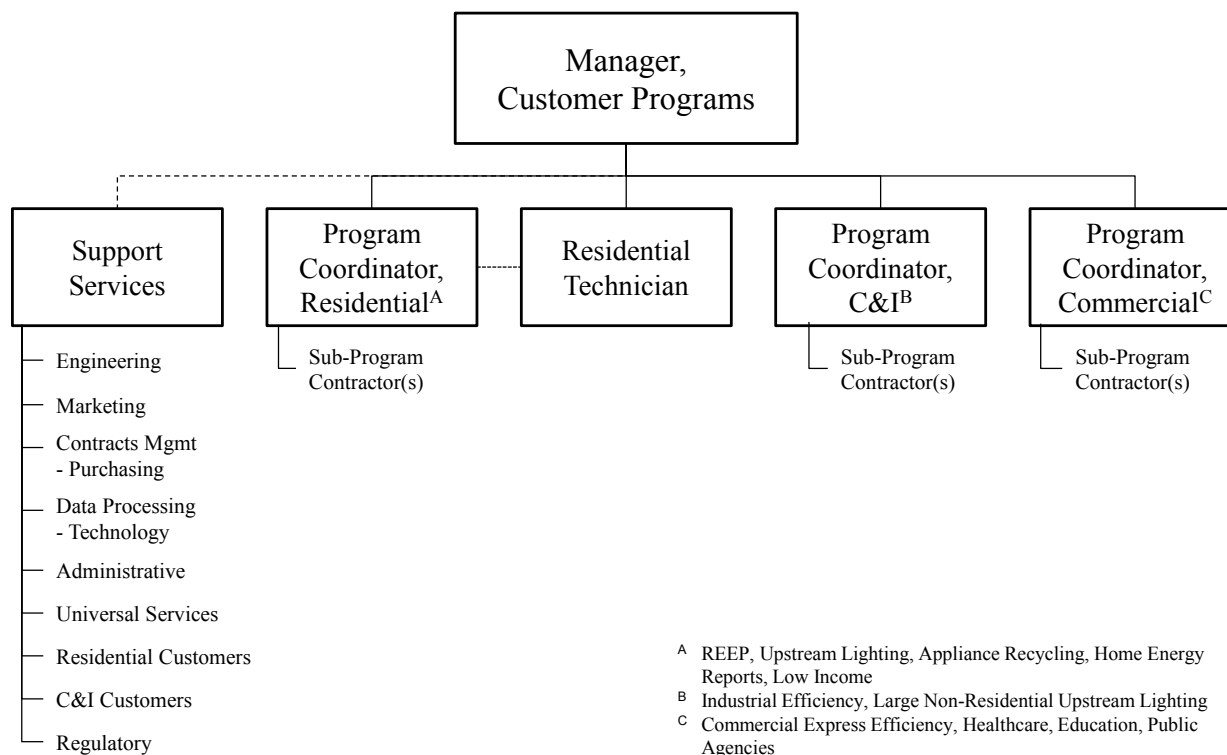 Manager,
Customer Programs
Support
Services
Program
Coordinator,
Residential^A
Residential
Technician
Program
Coordinator,
C&I^B
Program
Coordinator,
Commercial^C
Engineering
Marketing
Contracts Mgmt
- Purchasing
Data Processing
- Technology
Administrative
Universal Services
Residential Customers
C&I Customers
Regulatory
Sub-Program
Contractor(s)
Sub-Program
Contractor(s)
Sub-Program
Contractor(s)
A REEP, Upstream Lighting, Appliance Recycling, Home Energy
Reports, Low Income
B Industrial Efficiency, Large Non-Residential Upstream Lighting
C Commercial Express Efficiency, Healthcare, Education, Public
Agencies